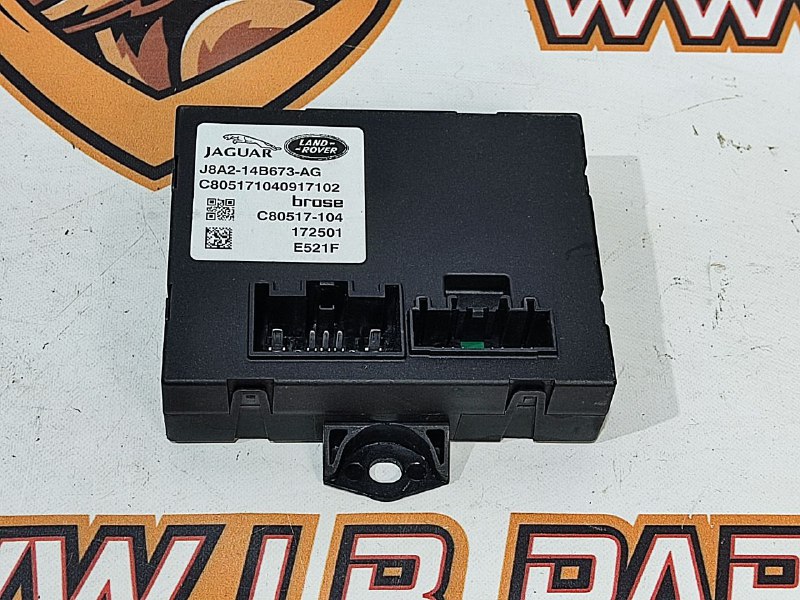 JAGUAR
LAND-
-ROVER
J8A2-14B673-AG
C805171040917102
brose
C80517-104
172501
E521F